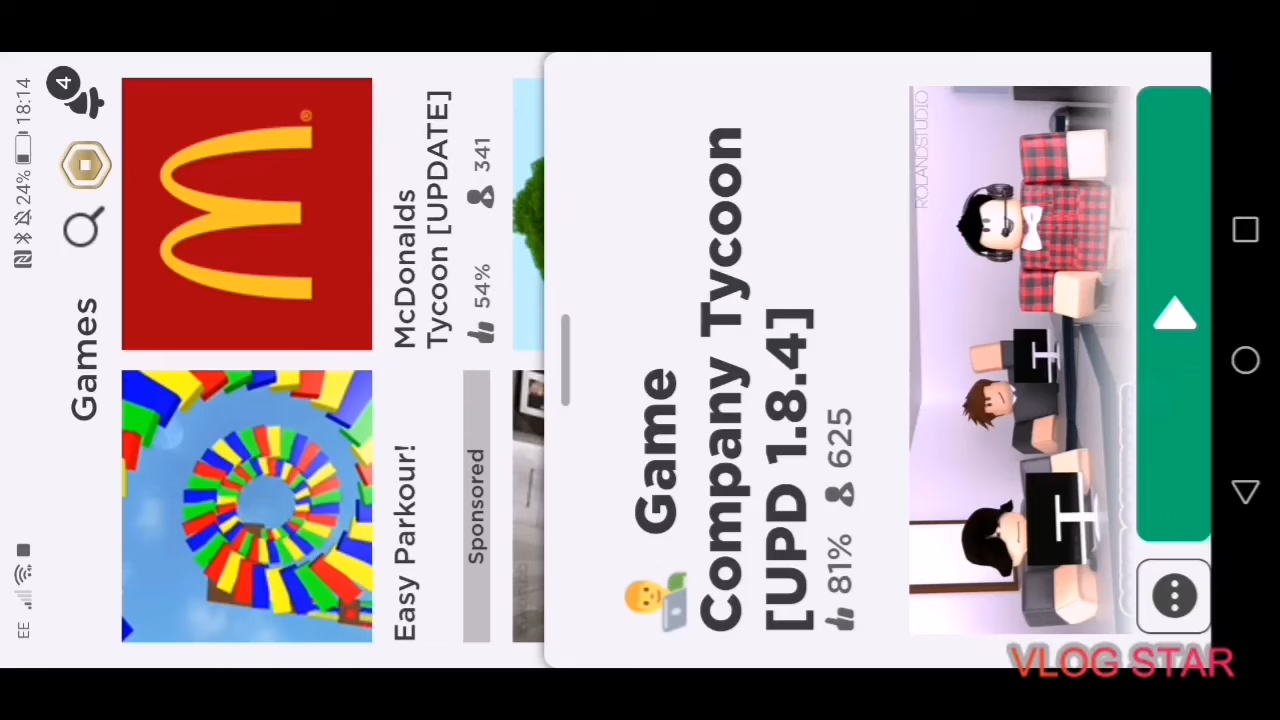 EE
24% 18:14
Games
4
Easy Parkour!
Sponsored
McDonalds
Tycoon [UPDATE]
54% 341
Game
Company Tycoon
[UPD 1.8.4]
81% 625
ROLANDSTUDIO
VLOG STAR